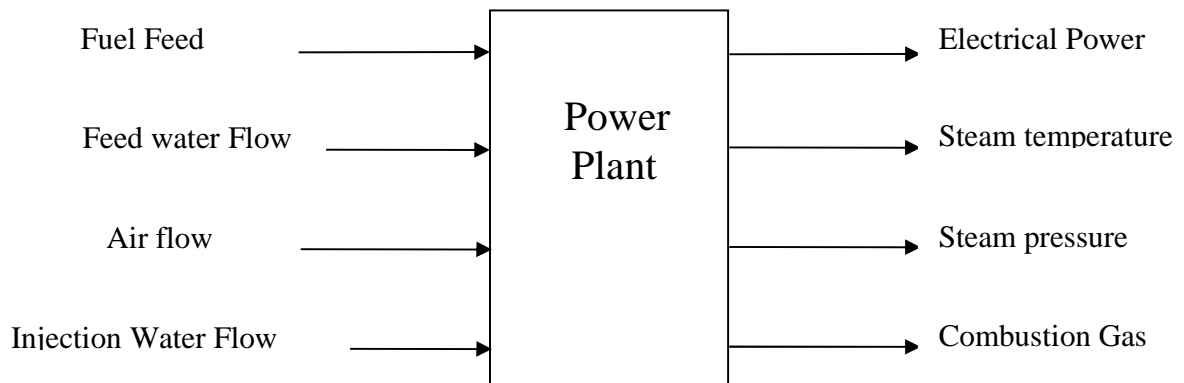 Fuel Feed
Feed water Flow
Air flow
Injection Water Flow
Power
Plant
Electrical Power
Steam temperature
Steam pressure
Combustion Gas